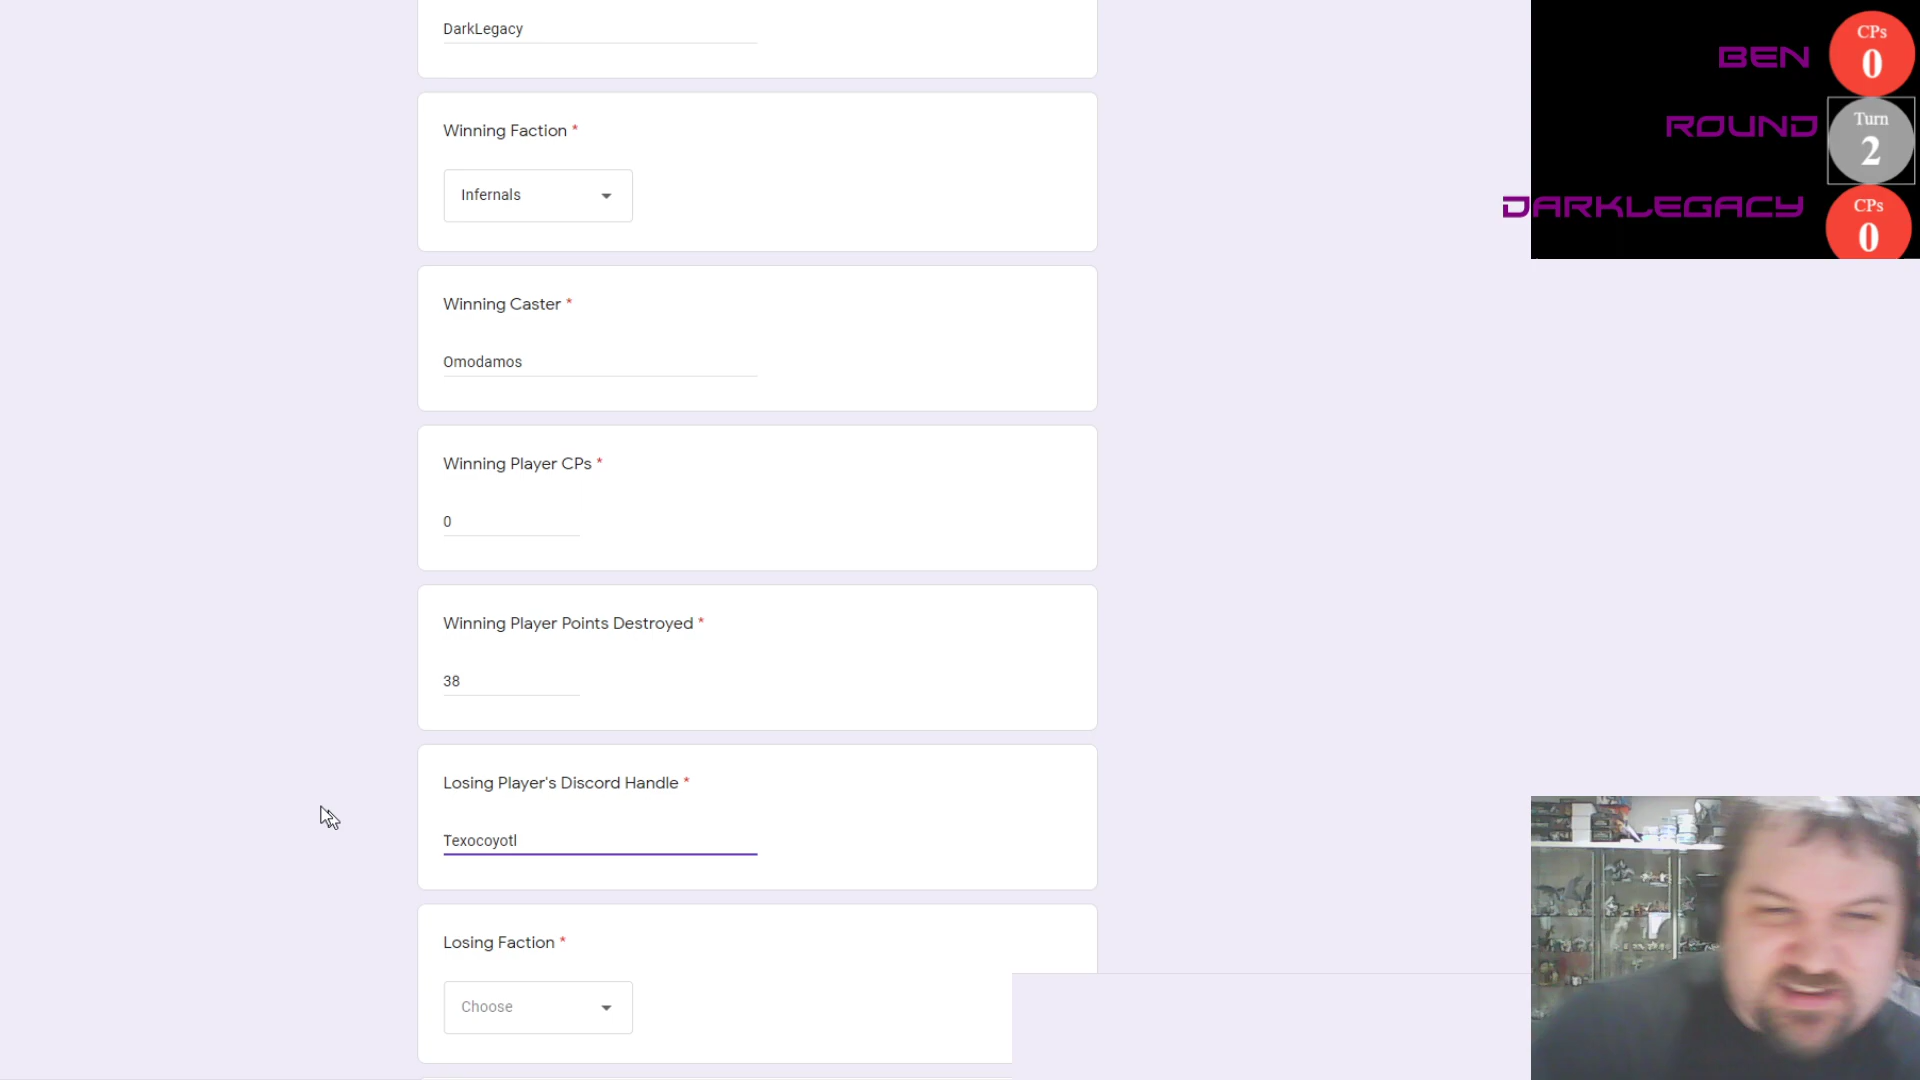 DarkLegacy
Winning Faction *
Infernals
Winning Caster *
Omodamos
Winning Player CPs *
0
Winning Player Points Destroyed *
38
Losing Player's Discord Handle *
Texocoyotl
Losing Faction *
Choose
BEN
CPs
0
ROUND
Turn
2
DARKLEGACY
CPs
0